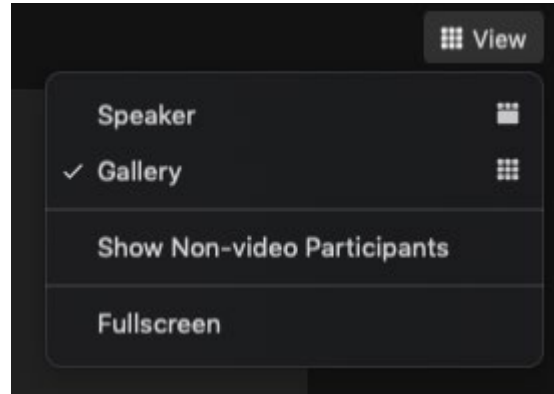 View
Speaker
Gallery
Show Non-video Participants
Fullscreen